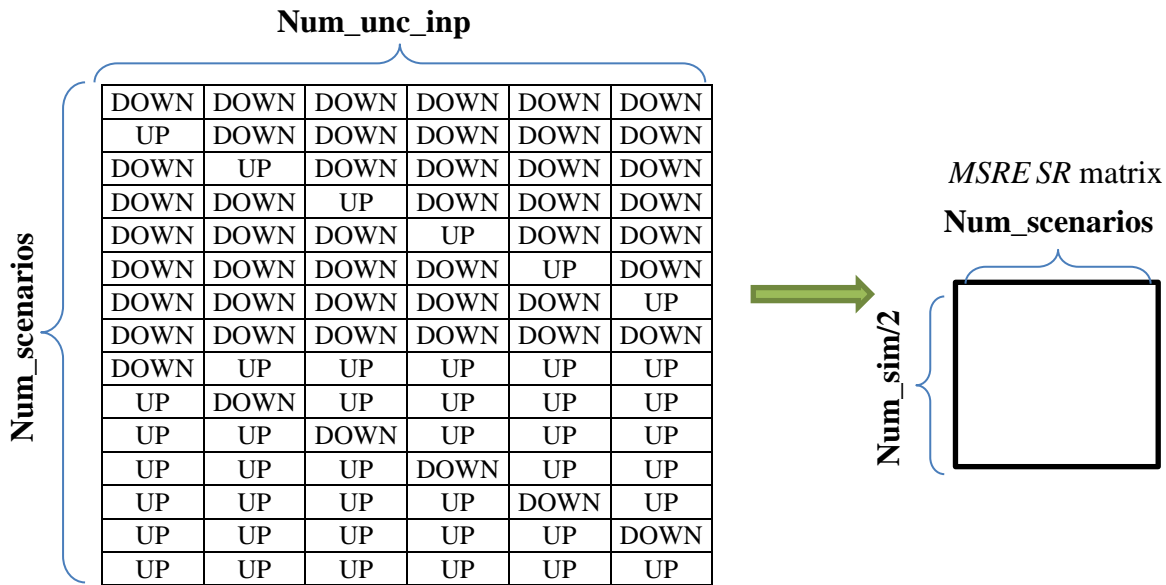 Num_unc_inp
DOWN DOWN DOWN DOWN DOWN DOWN
UP DOWN DOWN DOWN DOWN DOWN
DOWN UP DOWN DOWN DOWN DOWN
DOWN DOWN UP DOWN DOWN DOWN
DOWN DOWN DOWN UP DOWN DOWN
DOWN DOWN DOWN DOWN UP DOWN
DOWN DOWN DOWN DOWN DOWN UP
DOWN DOWN DOWN DOWN DOWN DOWN
DOWN UP UP UP UP UP
UP DOWN UP UP UP UP
UP UP DOWN UP UP UP
UP UP UP DOWN UP UP
UP UP UP UP DOWN UP
UP UP UP UP UP DOWN
UP UP UP UP UP UP
Num_scenarios
MSRE SR matrix
Num_scenarios
Num_sim/2